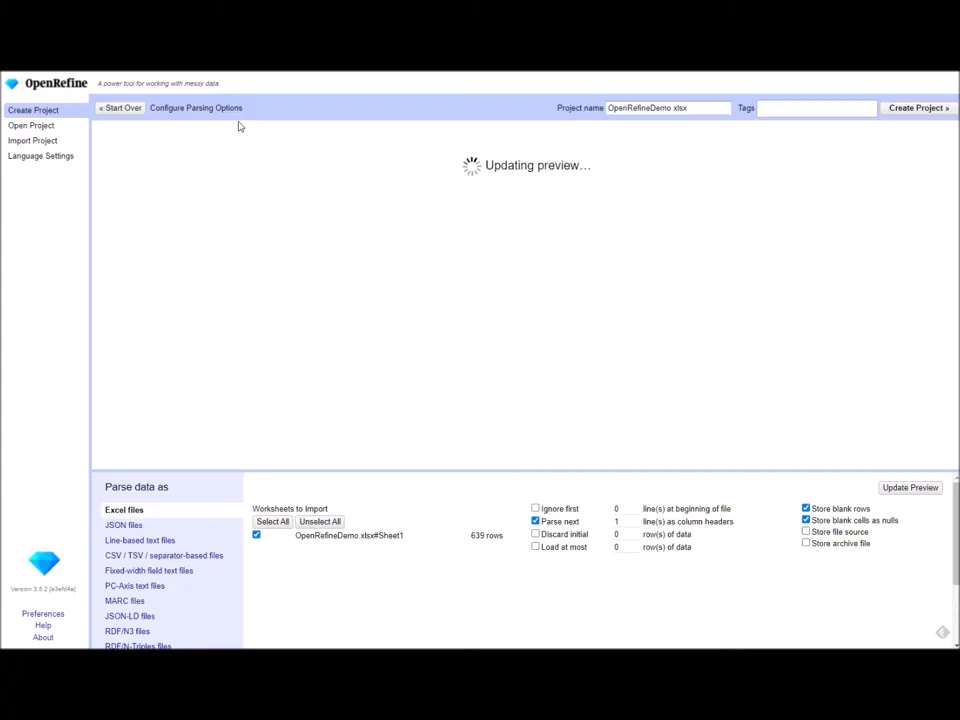 OpenRefine A power tool for working with messy data
Create Project
Open Project
Import Project
Language Settings
« Start Over Configure Parsing Options Project name OpenRefineDemo xlsx Tags Create Project »
Updating preview…
Parse data as
Excel files
JSON files
Line-based text files
CSV / TSV / separator-based files
Fixed-width field text files
PC-Axis text files
MARC files
JSON-LD files
RDF/N3 files
RDF/N-Triples files
Update Preview
Worksheets to Import
Select All Unselect All
OpenRefineDemo.xlsx#Sheet1 639 rows
Ignore first 0 line(s) at beginning of file
Parse next 1 line(s) as column headers
Discard initial 0 row(s) of data
Load at most 0 row(s) of data
Store blank rows
Store blank cells as nulls
Store file source
Store archive file
Version 3.5.2 [e3efd4e]
Preferences
Help
About